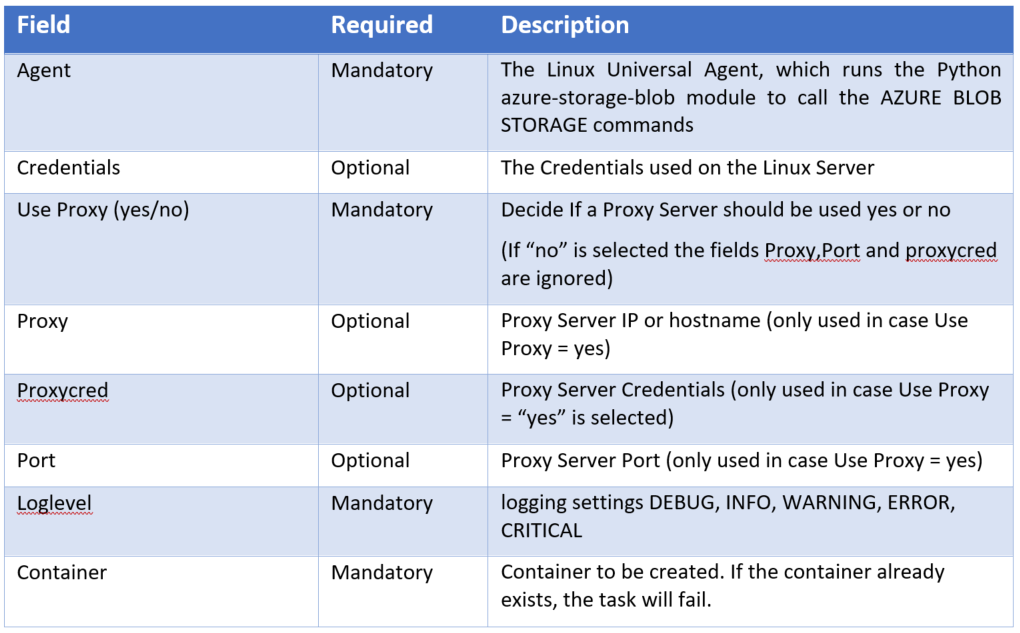 Field Required Description
Agent Mandatory The Linux Universal Agent, which runs the Python
azure-storage-blob module to call the AZURE BLOB
STORAGE commands
Credentials Optional The Credentials used on the Linux Server
Use Proxy (yes/no) Mandatory Decide If a Proxy Server should be used yes or no
(If “no” is selected the fields Proxy,Port and proxycred
are ignored)
Proxy Optional Proxy Server IP or hostname (only used in case Use
Proxy = yes)
Proxycred Optional Proxy Server Credentials (only used in case Use Proxy
= “yes” is selected)
Port Optional Proxy Server Port (only used in case Use Proxy = yes)
Loglevel Mandatory logging settings DEBUG, INFO, WARNING, ERROR,
CRITICAL
Container Mandatory Container to be created. If the container already
exists, the task will fail.